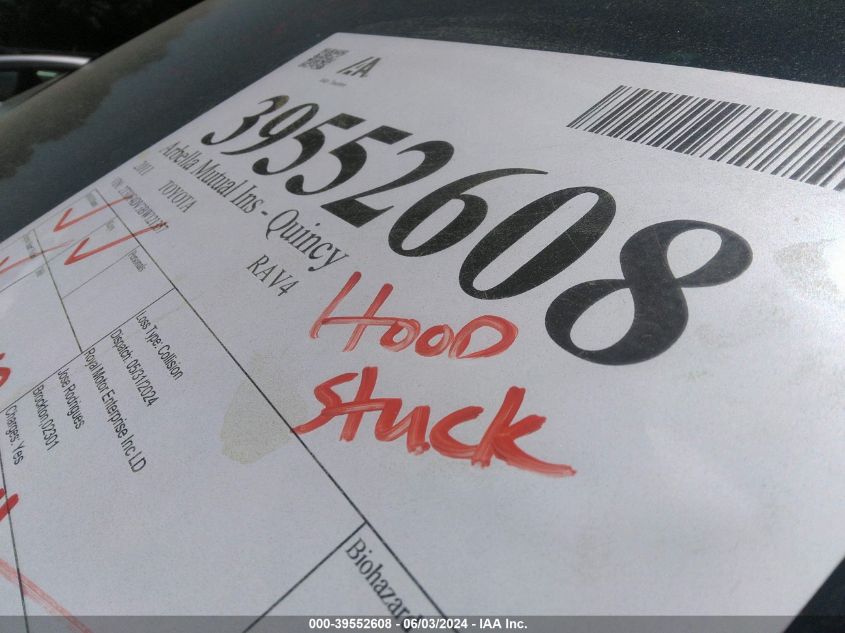 IAA
39552608
Arbella Mutual Ins - Quincy
2011 TOYOTA RAV4
Hood
Stuck
Loss Type: Collision
Dispatch: 05/31/2024
Royal Motor Enterprise Inc LD
Jose Rodrigues
Brockton,02301
Charges: Yes
Biohazard
000-39552608 - 06/03/2024 - IAA Inc.